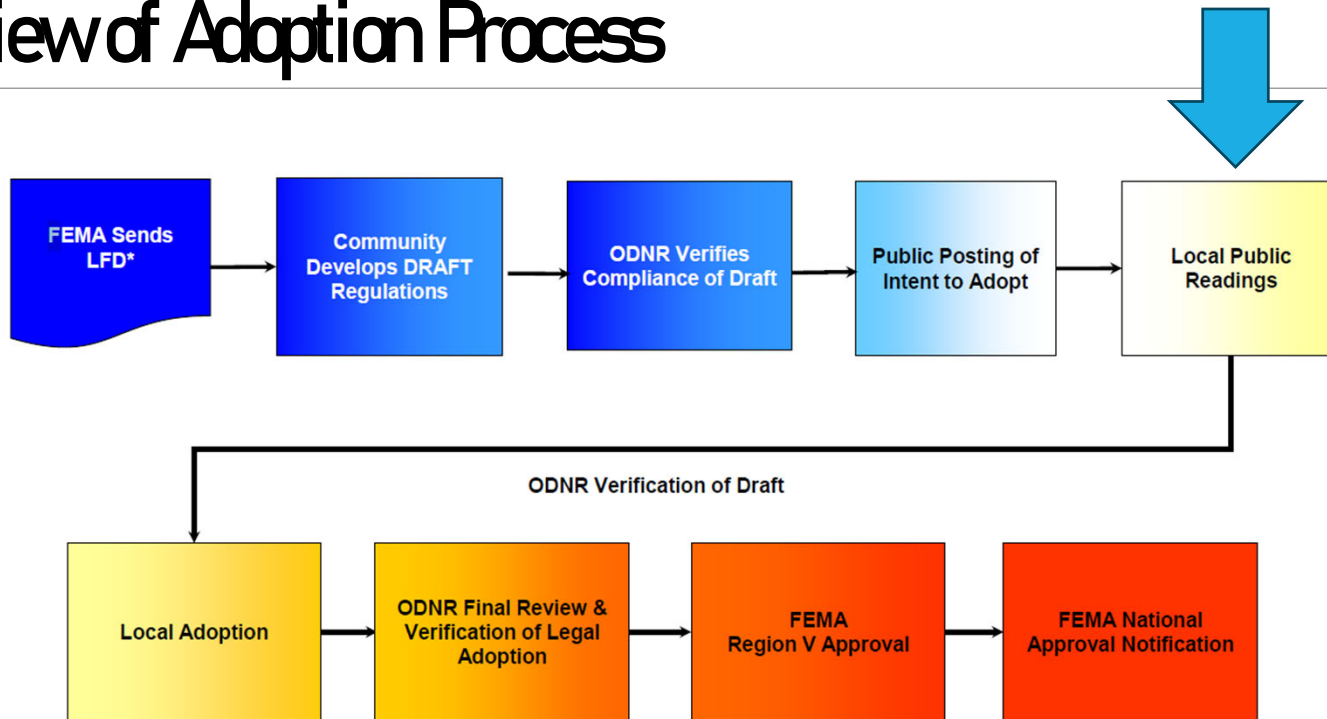 iew of Adoption Process
FEMA Sends
LFD*
Community
Develops DRAFT
Regulations
ODNR Verifies
Compliance of Draft
Public Posting of
Intent to Adopt
Local Public
Readings
ODNR Verification of Draft
Local Adoption
ODNR Final Review &
Verification of Legal
Adoption
FEMA
Region V Approval
FEMA National
Approval Notification